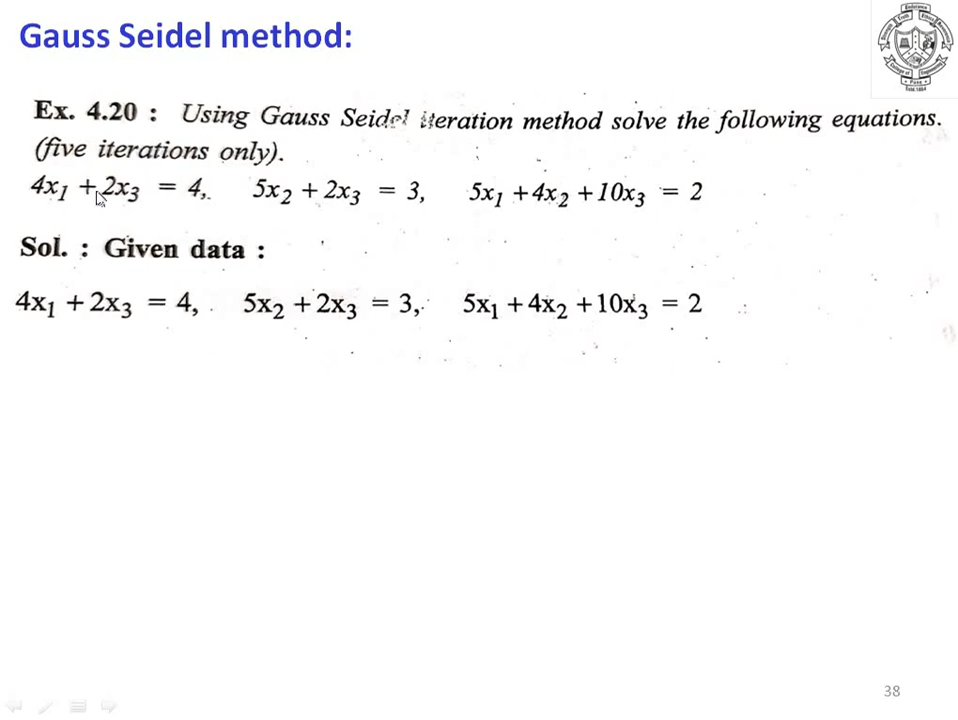 Gauss Seidel method:
Ex. 4.20 : Using Gauss Seidel iteration method solve the following equations.
(five iterations only).
4x₁ + 2x₃ = 4, 5x₂ + 2x₃ = 3, 5x₁ + 4x₂ + 10x₃ = 2
Sol. : Given data :
4x₁ + 2x₃ = 4, 5x₂ + 2x₃ = 3, 5x₁ + 4x₂ + 10x₃ = 2
38